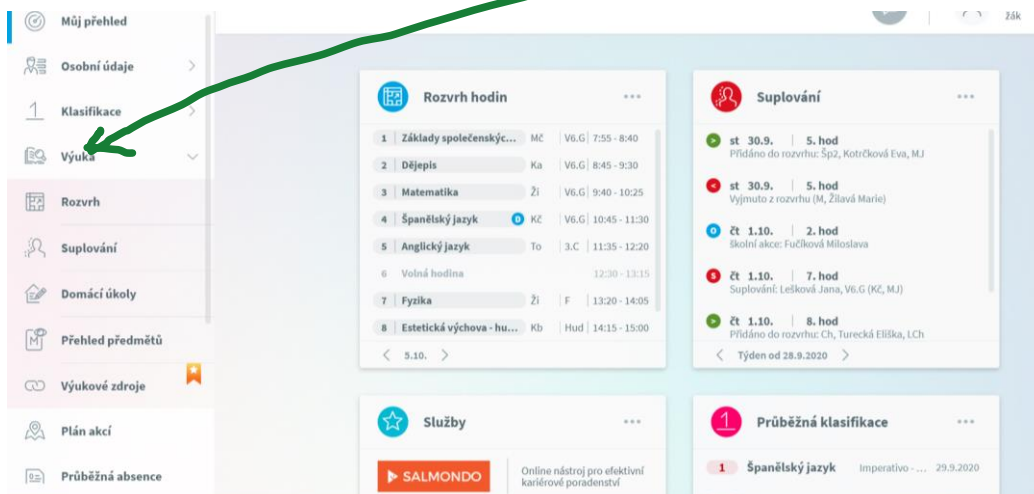 Můj přehled
Osobní údaje
Klasifikace
Výuka
Rozvrh
Suplování
Domácí úkoly
Přehled předmětů
Výukové zdroje
Plán akcí
Průběžná absence
žák
Rozvrh hodin
1 Základy společenskýc... Mč V6.G 7:55 - 8:40
2 Dějepis Ka V6.G 8:45 - 9:30
3 Matematika Ži V6.G 9:40 - 10:25
4 Španělský jazyk D Kč V6.G 10:45 - 11:30
5 Anglický jazyk To 3.C 11:35 - 12:20
6 Volná hodina 12:30 - 13:15
7 Fyzika Ži F 13:20 - 14:05
8 Estetická výchova - hu... Kb Hud 14:15 - 15:00
< 5.10. >
Suplování
st 30.9. 5. hod
Přidáno do rozvrhu: Šp2, Kotrčková Eva, MJ
st 30.9. 5. hod
Vyjmuto z rozvrhu (M, Žilavá Marie)
čt 1.10. 2. hod
školní akce: Fučíková Miloslava
S čt 1.10. 7. hod
Suplování: Lešková Jana, V6.G (Kč, MJ)
čt 1.10. 8. hod
Přidáno do rozvrhu: Ch, Turecká Eliška, LCh
< Týden od 28.9.2020 >
Služby
SALMONDO
Online nástroj pro efektivní
kariérové poradenství
Průběžná klasifikace
1 Španělský jazyk Imperativo - ... 29.9.2020